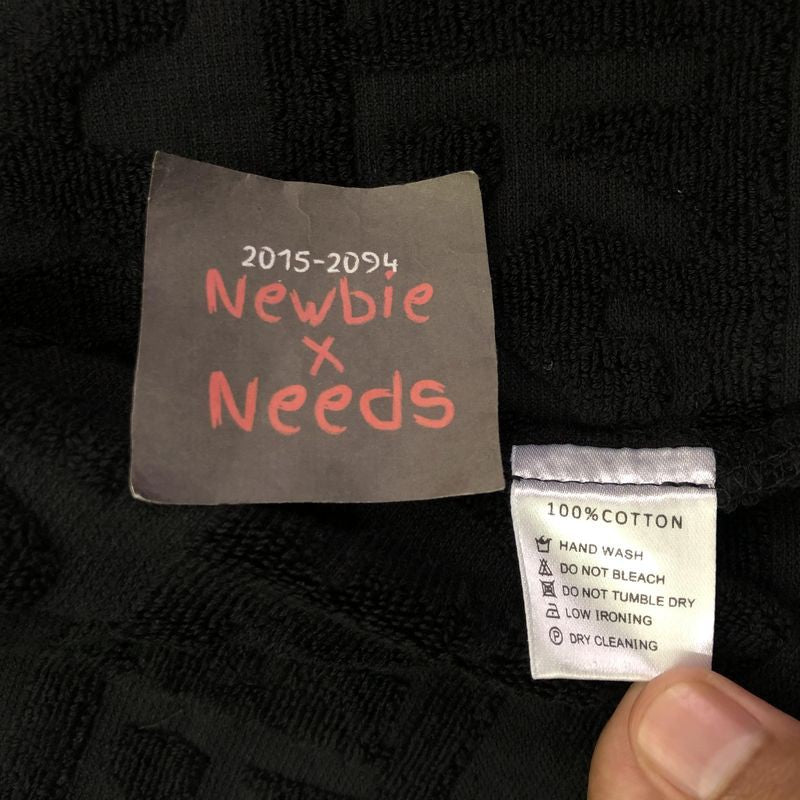 2015-2094
Newbie
x
Needs
100%COTTON
HAND WASH
DO NOT BLEACH
DO NOT TUMBLE DRY
LOW IRONING
P DRY CLEANING